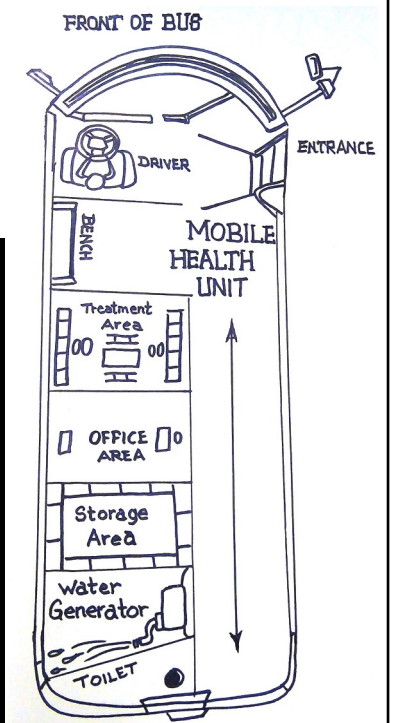 FRONT OF BUS
ENTRANCE
DRIVER
BENCH
MOBILE
HEALTH
UNIT
Treatment
Area
OFFICE
AREA
Storage
Area
Water
Generator
TOILET